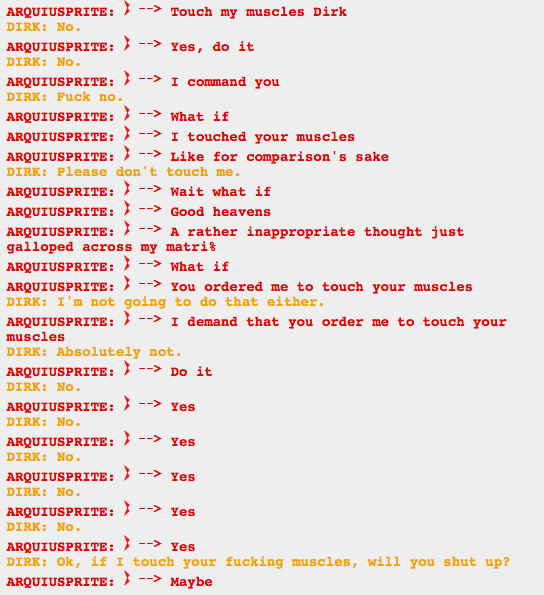 ARQUIUSPRITE: --> Touch my muscles Dirk
DIRK: No.
ARQUIUSPRITE: --> Yes, do it
DIRK: No.
ARQUIUSPRITE: --> I command you
DIRK: Fuck no.
ARQUIUSPRITE: --> What if
ARQUIUSPRITE: --> I touched your muscles
ARQUIUSPRITE: --> Like for comparison's sake
DIRK: Please don't touch me.
ARQUIUSPRITE: --> Wait what if
ARQUIUSPRITE: --> Good heavens
ARQUIUSPRITE: --> A rather inappropriate thought just
galloped across my matri%
ARQUIUSPRITE: --> What if
ARQUIUSPRITE: --> You ordered me to touch your muscles
DIRK: I'm not going to do that either.
ARQUIUSPRITE: --> I demand that you order me to touch your
muscles
DIRK: Absolutely not.
ARQUIUSPRITE: --> Do it
DIRK: No.
ARQUIUSPRITE: --> Yes
DIRK: No.
ARQUIUSPRITE: --> Yes
DIRK: No.
ARQUIUSPRITE: --> Yes
DIRK: No.
ARQUIUSPRITE: --> Yes
DIRK: No.
ARQUIUSPRITE: --> Yes
DIRK: Ok, if I touch your fucking muscles, will you shut up?
ARQUIUSPRITE: --> Maybe